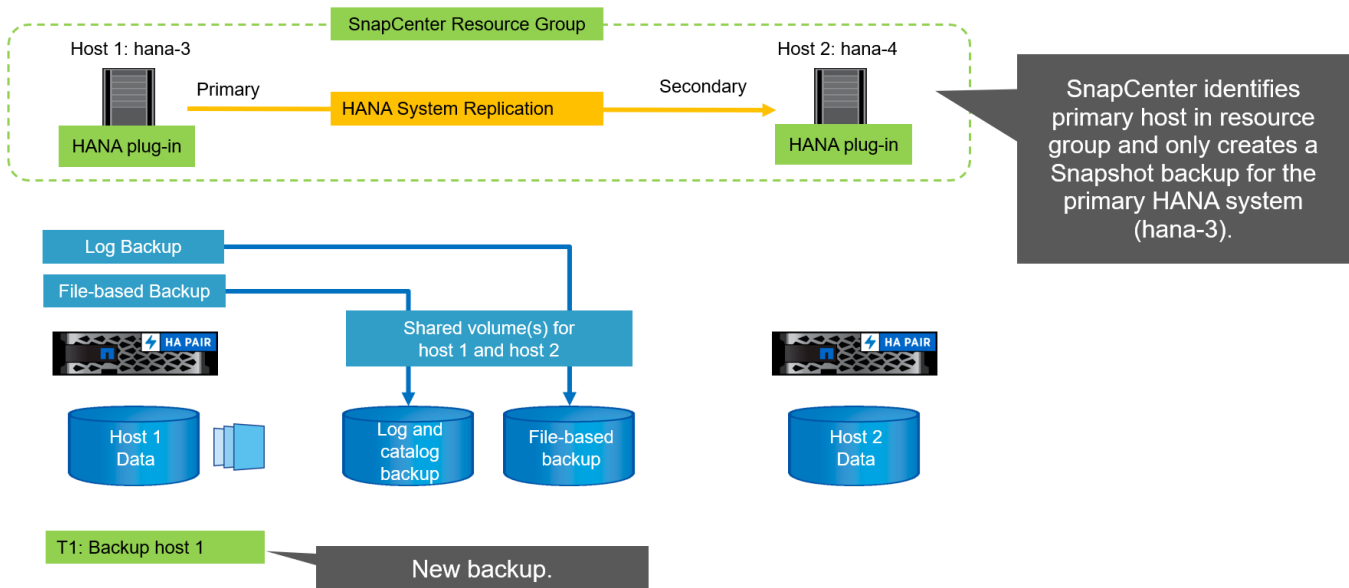 SnapCenter Resource Group
Host 1: hana-3
Host 2: hana-4
Primary
HANA System Replication
Secondary
HANA plug-in
HANA plug-in
SnapCenter identifies
primary host in resource
group and only creates a
Snapshot backup for the
primary HANA system
(hana-3).
Log Backup
File-based Backup
Shared volume(s) for
host 1 and host 2
HA PAIR
HA PAIR
Host 1
Data
Log and
catalog
backup
File-based
backup
Host 2
Data
T1: Backup host 1
New backup.